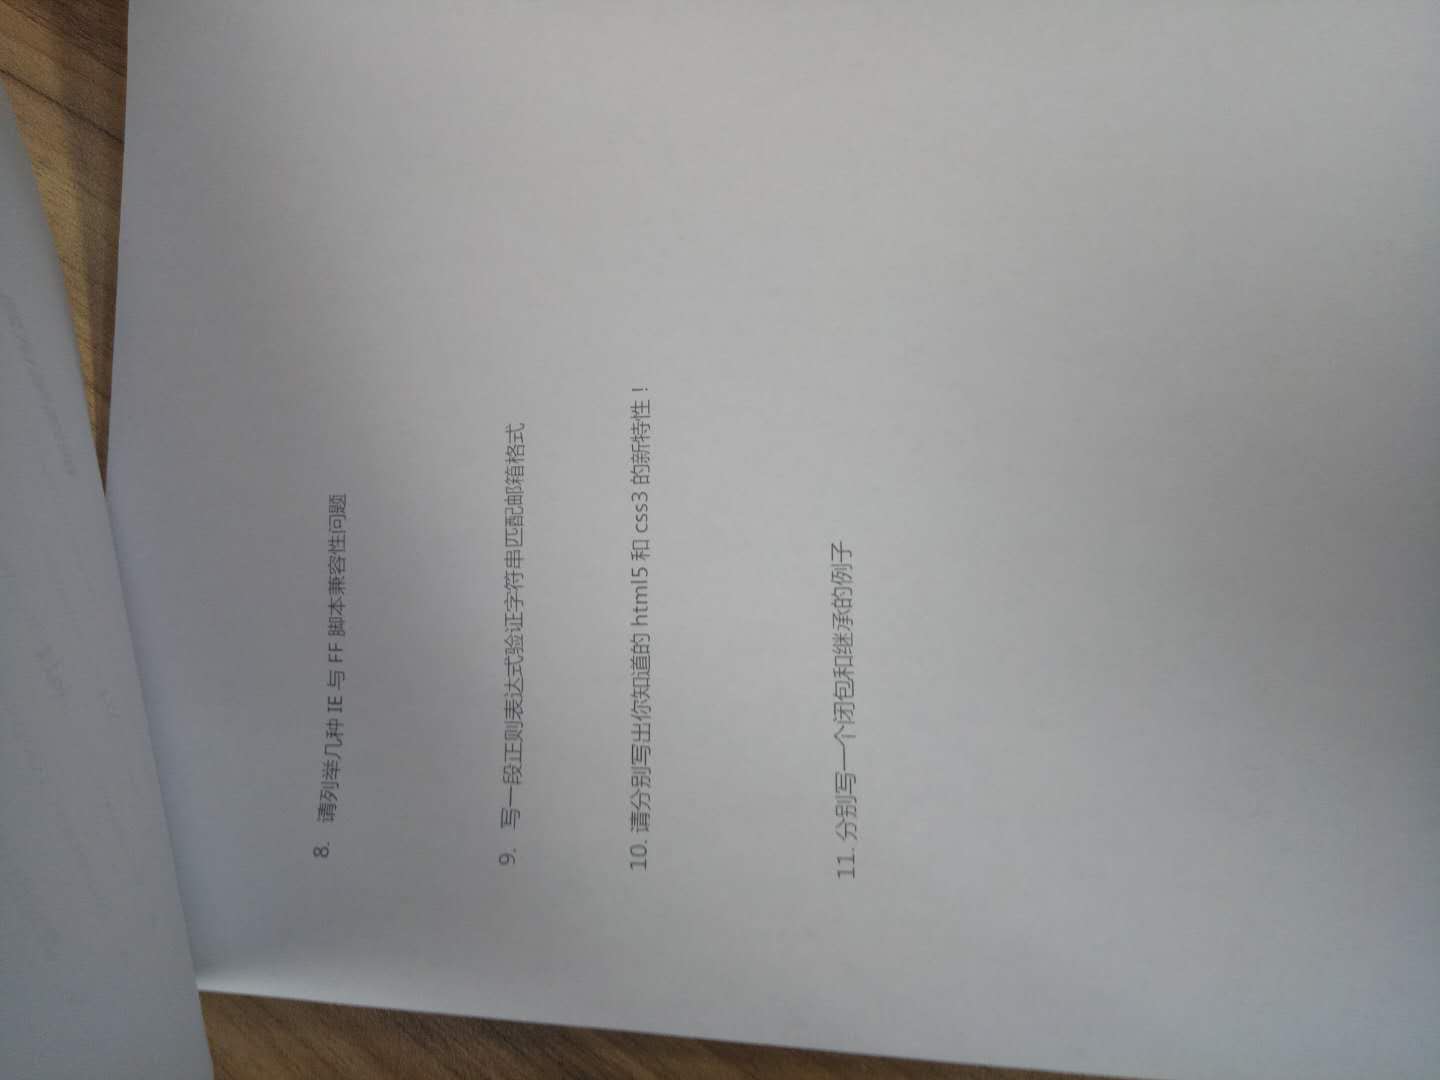 8. 请列举几种 IE 与 FF 脚本兼容性问题
9. 写一段正则表达式验证字符串匹配邮箱格式
10. 请分别写出你知道的 html5 和 css3 的新特性！
11. 分别写一个闭包和继承的例子